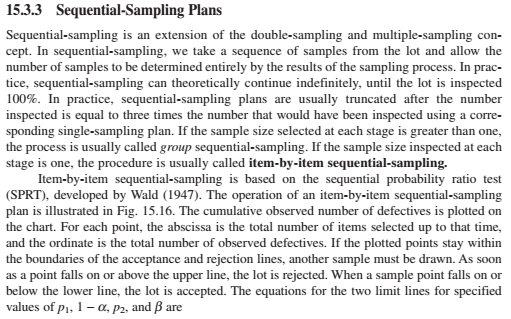 15.3.3 Sequential-Sampling Plans
Sequential-sampling is an extension of the double-sampling and multiple-sampling con-
cept. In sequential-sampling, we take a sequence of samples from the lot and allow the
number of samples to be determined entirely by the results of the sampling process. In prac-
tice, sequential-sampling can theoretically continue indefinitely, until the lot is inspected
100%. In practice, sequential-sampling plans are usually truncated after the number
inspected is equal to three times the number that would have been inspected using a corre-
sponding single-sampling plan. If the sample size selected at each stage is greater than one,
the process is usually called group sequential-sampling. If the sample size inspected at each
stage is one, the procedure is usually called item-by-item sequential-sampling.
Item-by-item sequential-sampling is based on the sequential probability ratio test
(SPRT), developed by Wald (1947). The operation of an item-by-item sequential-sampling
plan is illustrated in Fig. 15.16. The cumulative observed number of defectives is plotted on
the chart. For each point, the abscissa is the total number of items selected up to that time,
and the ordinate is the total number of observed defectives. If the plotted points stay within
the boundaries of the acceptance and rejection lines, another sample must be drawn. As soon
as a point falls on or above the upper line, the lot is rejected. When a sample point falls on or
below the lower line, the lot is accepted. The equations for the two limit lines for specified
values of p₁, 1 − α, p₂, and β are